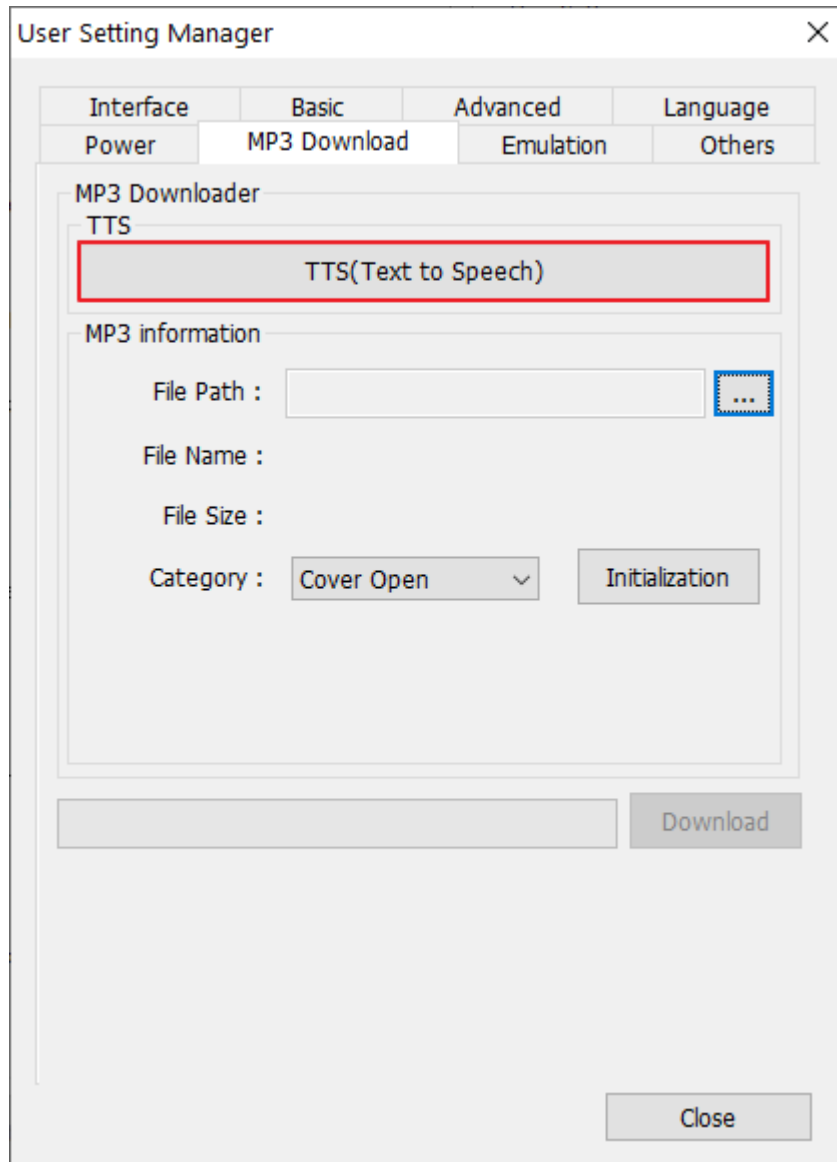 User Setting Manager
Interface Basic Advanced Language
Power MP3 Download Emulation Others
MP3 Downloader
TTS
TTS(Text to Speech)
MP3 information
File Path : ...
File Name :
File Size :
Category : Cover Open Initialization
Download
Close